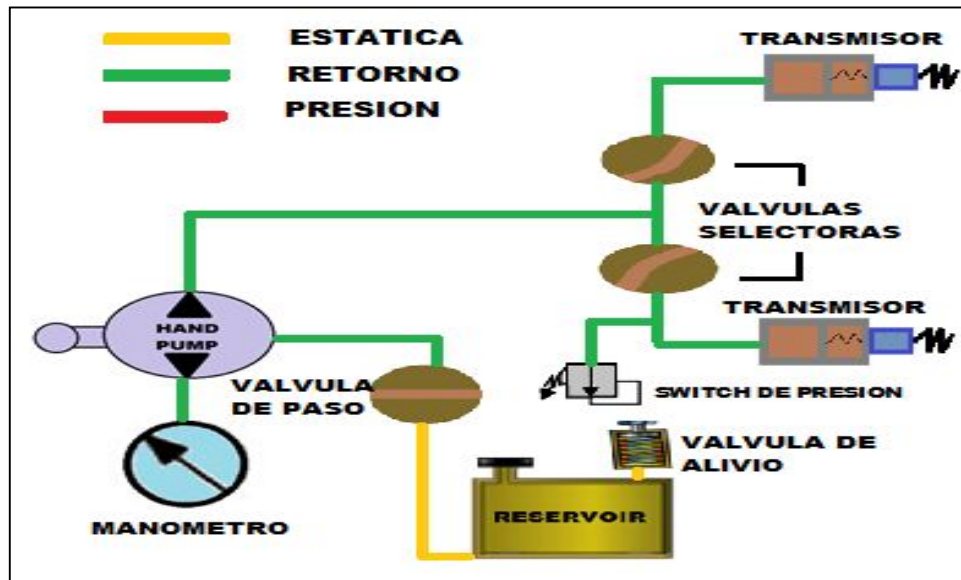 ESTATICA
RETORNO
PRESION
TRANSMISOR
VALVULAS
SELECTORAS
HAND
PUMP
TRANSMISOR
VALVULA
DE PASO
SWITCH DE PRESION
VALVULA DE
ALIVIO
RESERVOIR
MANOMETRO